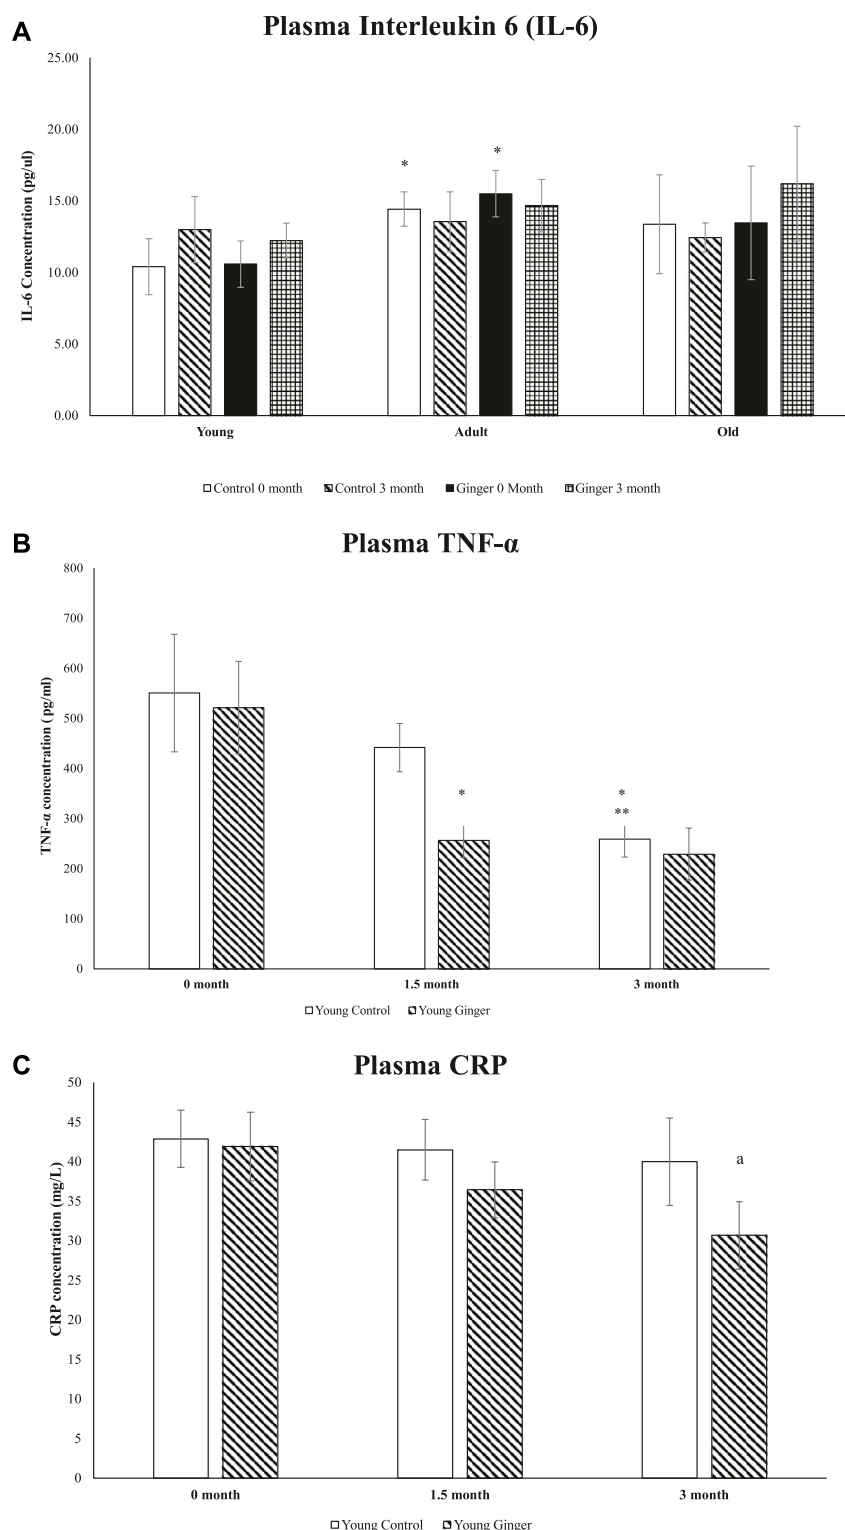 A
Plasma Interleukin 6 (IL-6)
IL-6 Concentration (pg/ul)
25.00
20.00
15.00
10.00
5.00
0.00
*
*
Young
Adult
Old
Control 0 month
Control 3 month
Ginger 0 Month
Ginger 3 month
B
Plasma TNF-α
TNF-α concentration (pg/ml)
800
700
600
500
400
300
200
100
0
*
*
**
0 month
1.5 month
3 month
Young Control
Young Ginger
C
Plasma CRP
CRP concentration (mg/L)
50
45
40
35
30
25
20
15
10
5
0
a
0 month
1.5 month
3 month
Young Control
Young Ginger